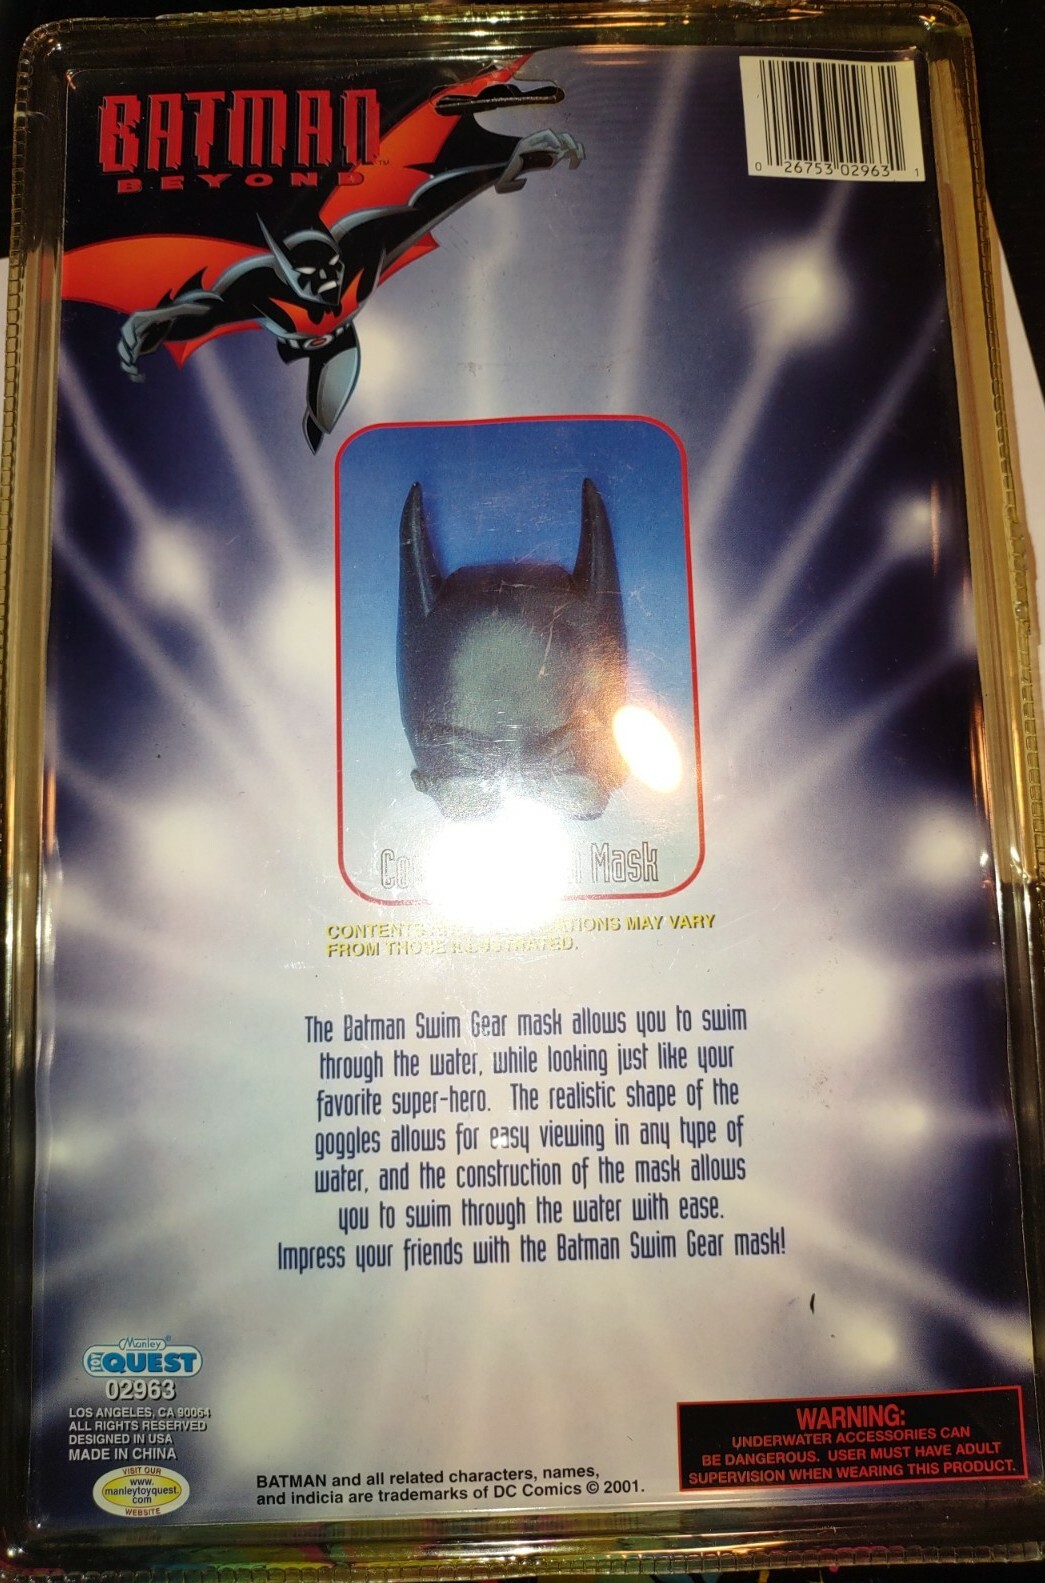 BATMAN™
BEYOND
0 26753 02963 1
Mask
CONTENTS MAY VARY
FROM THOSE ILLUSTRATED.
The Batman Swim Gear mask allows you to swim
through the water, while looking just like your
favorite super-hero. The realistic shape of the
goggles allows for easy viewing in any type of
water, and the construction of the mask allows
you to swim through the water with ease.
Impress your friends with the Batman Swim Gear mask!
Manley®
TOY QUEST
02963
LOS ANGELES, CA 90064
ALL RIGHTS RESERVED
DESIGNED IN USA
MADE IN CHINA
VISIT OUR
www.
manleytoyquest.
com
WEBSITE
BATMAN and all related characters, names,
and indicia are trademarks of DC Comics © 2001.
WARNING:
UNDERWATER ACCESSORIES CAN
BE DANGEROUS. USER MUST HAVE ADULT
SUPERVISION WHEN WEARING THIS PRODUCT.